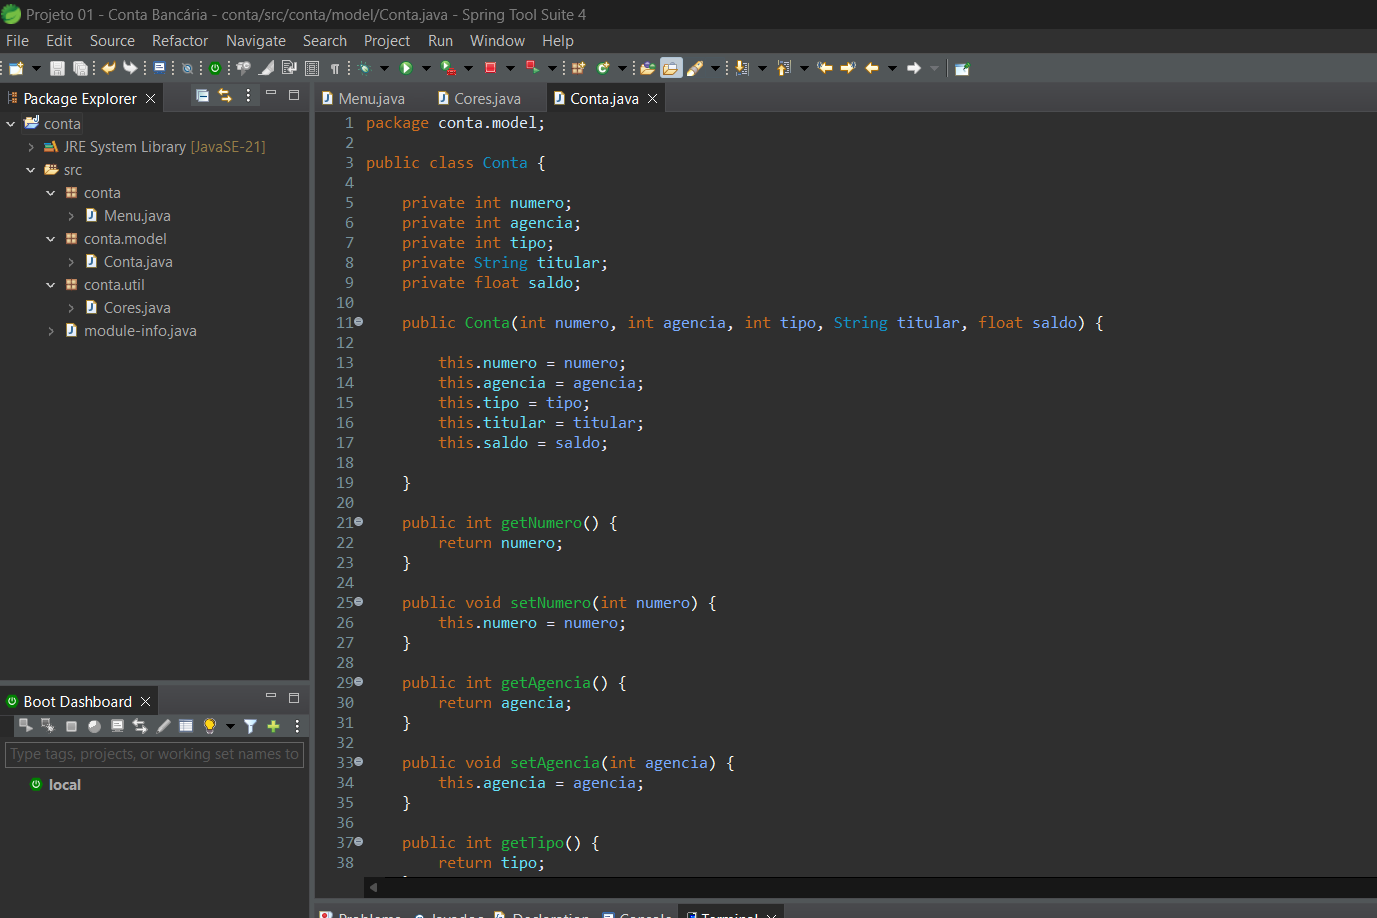 Projeto 01 - Conta Bancária - conta/src/conta/model/Conta.java - Spring Tool Suite 4
File Edit Source Refactor Navigate Search Project Run Window Help
Package Explorer
conta
JRE System Library [JavaSE-21]
src
conta
Menu.java
conta.model
Conta.java
conta.util
Cores.java
module-info.java
Boot Dashboard
Type tags, projects, or working set names to
local
Menu.java Cores.java Conta.java
1 package conta.model;
2
3 public class Conta {
4
5 private int numero;
6 private int agencia;
7 private int tipo;
8 private String titular;
9 private float saldo;
10
11 public Conta(int numero, int agencia, int tipo, String titular, float saldo) {
12
13 this.numero = numero;
14 this.agencia = agencia;
15 this.tipo = tipo;
16 this.titular = titular;
17 this.saldo = saldo;
18
19 }
20
21 public int getNumero() {
22 return numero;
23 }
24
25 public void setNumero(int numero) {
26 this.numero = numero;
27 }
28
29 public int getAgencia() {
30 return agencia;
31 }
32
33 public void setAgencia(int agencia) {
34 this.agencia = agencia;
35 }
36
37 public int getTipo() {
38 return tipo;
Problems Javadoc Declaration Console Terminal